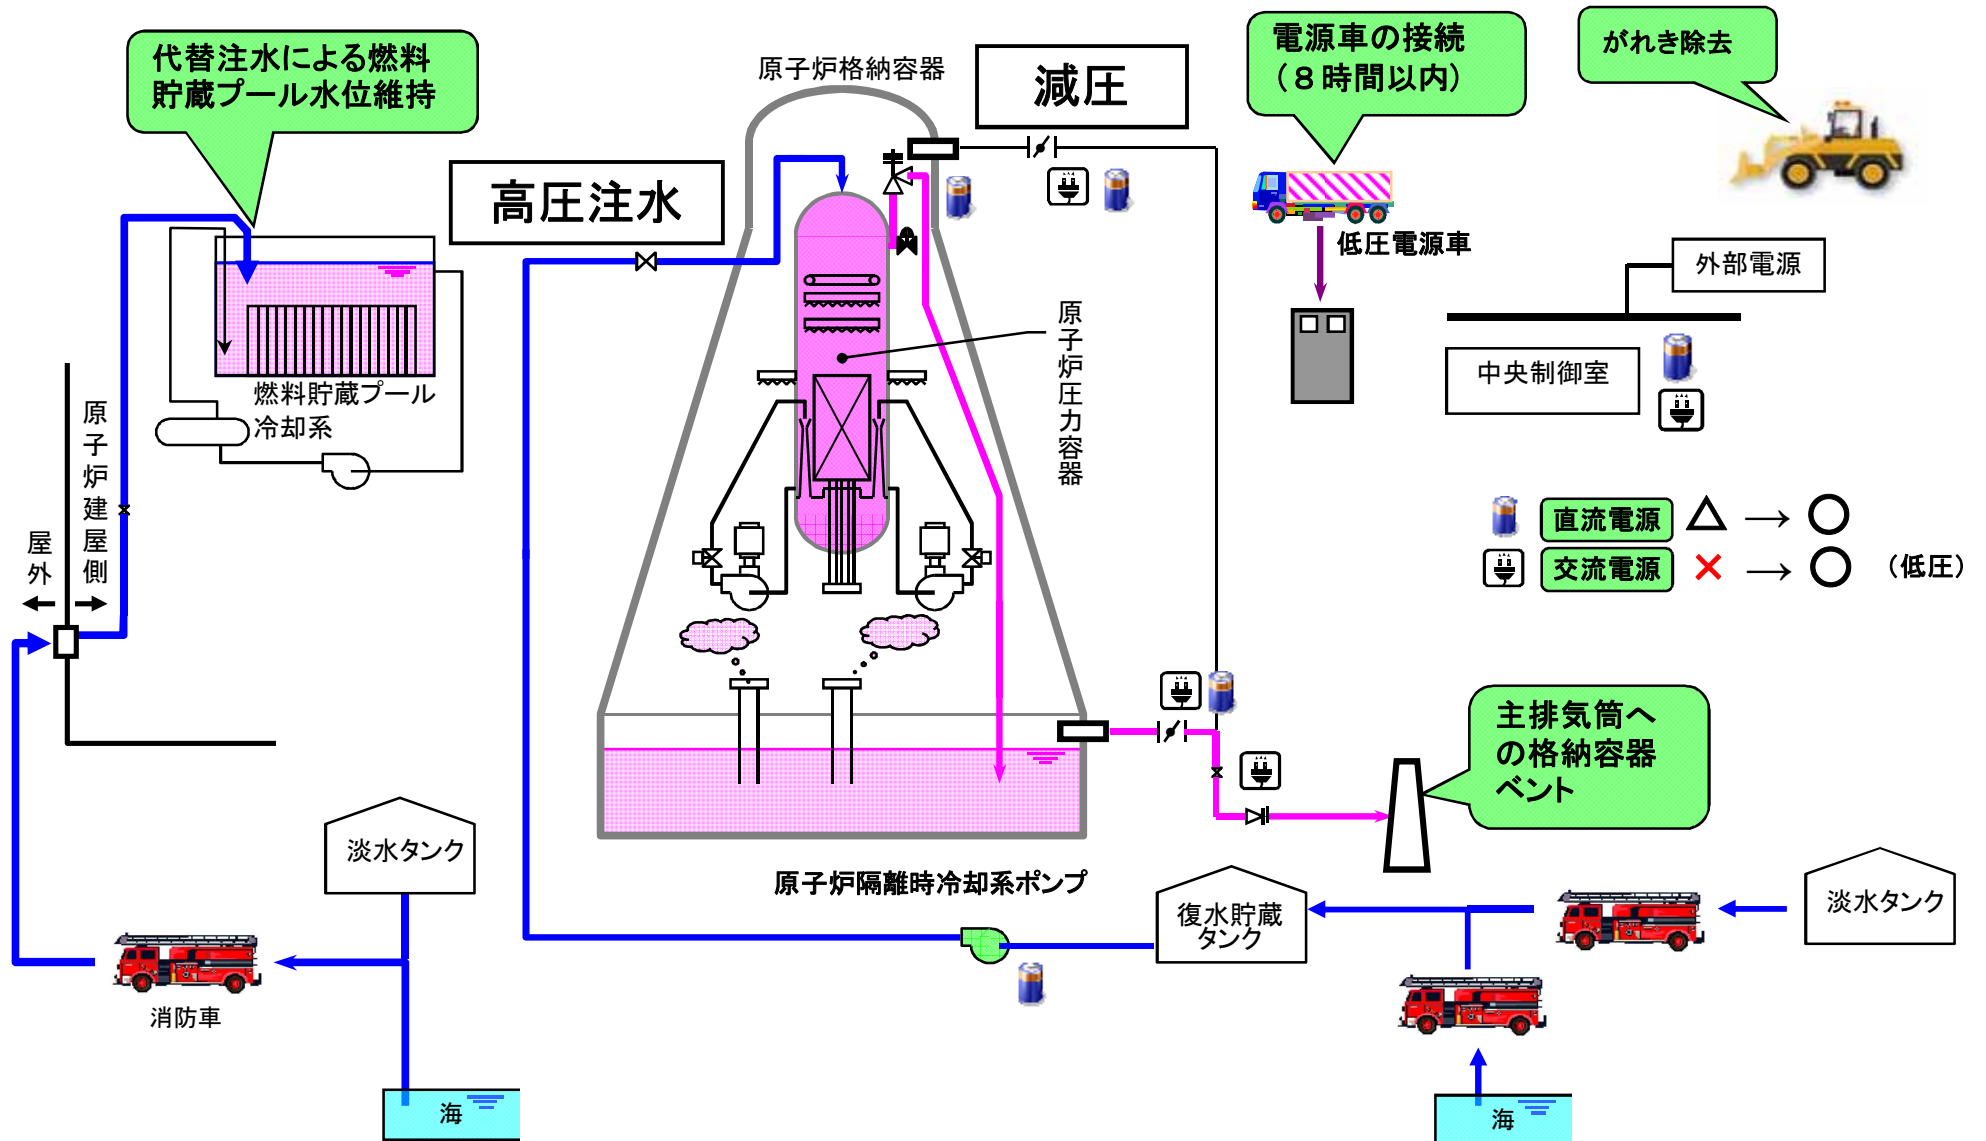 代替注水による燃料
貯蔵プール水位維持
原子炉格納容器
減圧
電源車の接続
（８時間以内）
がれき除去
高圧注水
低圧電源車
外部電源
中央制御室
原子炉圧力容器
燃料貯蔵プール
冷却系
原子炉建屋側
屋外
直流電源 △ → ○
交流電源 × → ○ （低圧）
主排気筒へ
の格納容器
ベント
淡水タンク
原子炉隔離時冷却系ポンプ
復水貯蔵
タンク
淡水タンク
消防車
海
海